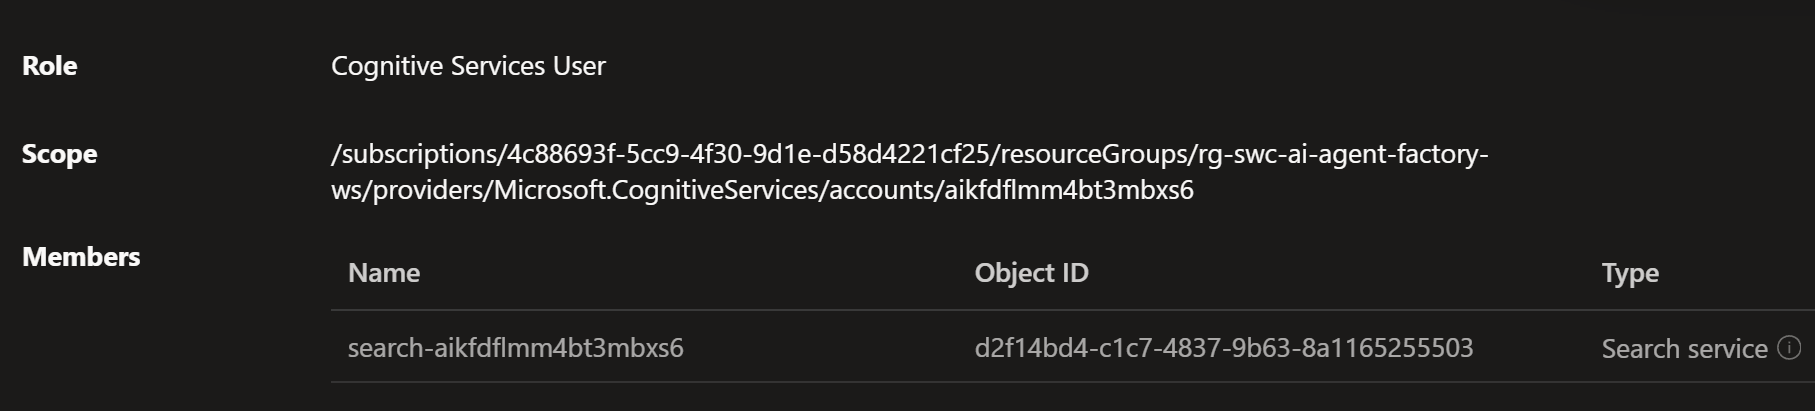 Role Cognitive Services User
Scope /subscriptions/4c88693f-5cc9-4f30-9d1e-d58d4221cf25/resourceGroups/rg-swc-ai-agent-factory-
ws/providers/Microsoft.CognitiveServices/accounts/aikfdflmm4bt3mbxs6
Members
Name Object ID Type
search-aikfdflmm4bt3mbxs6 d2f14bd4-c1c7-4837-9b63-8a1165255503 Search service